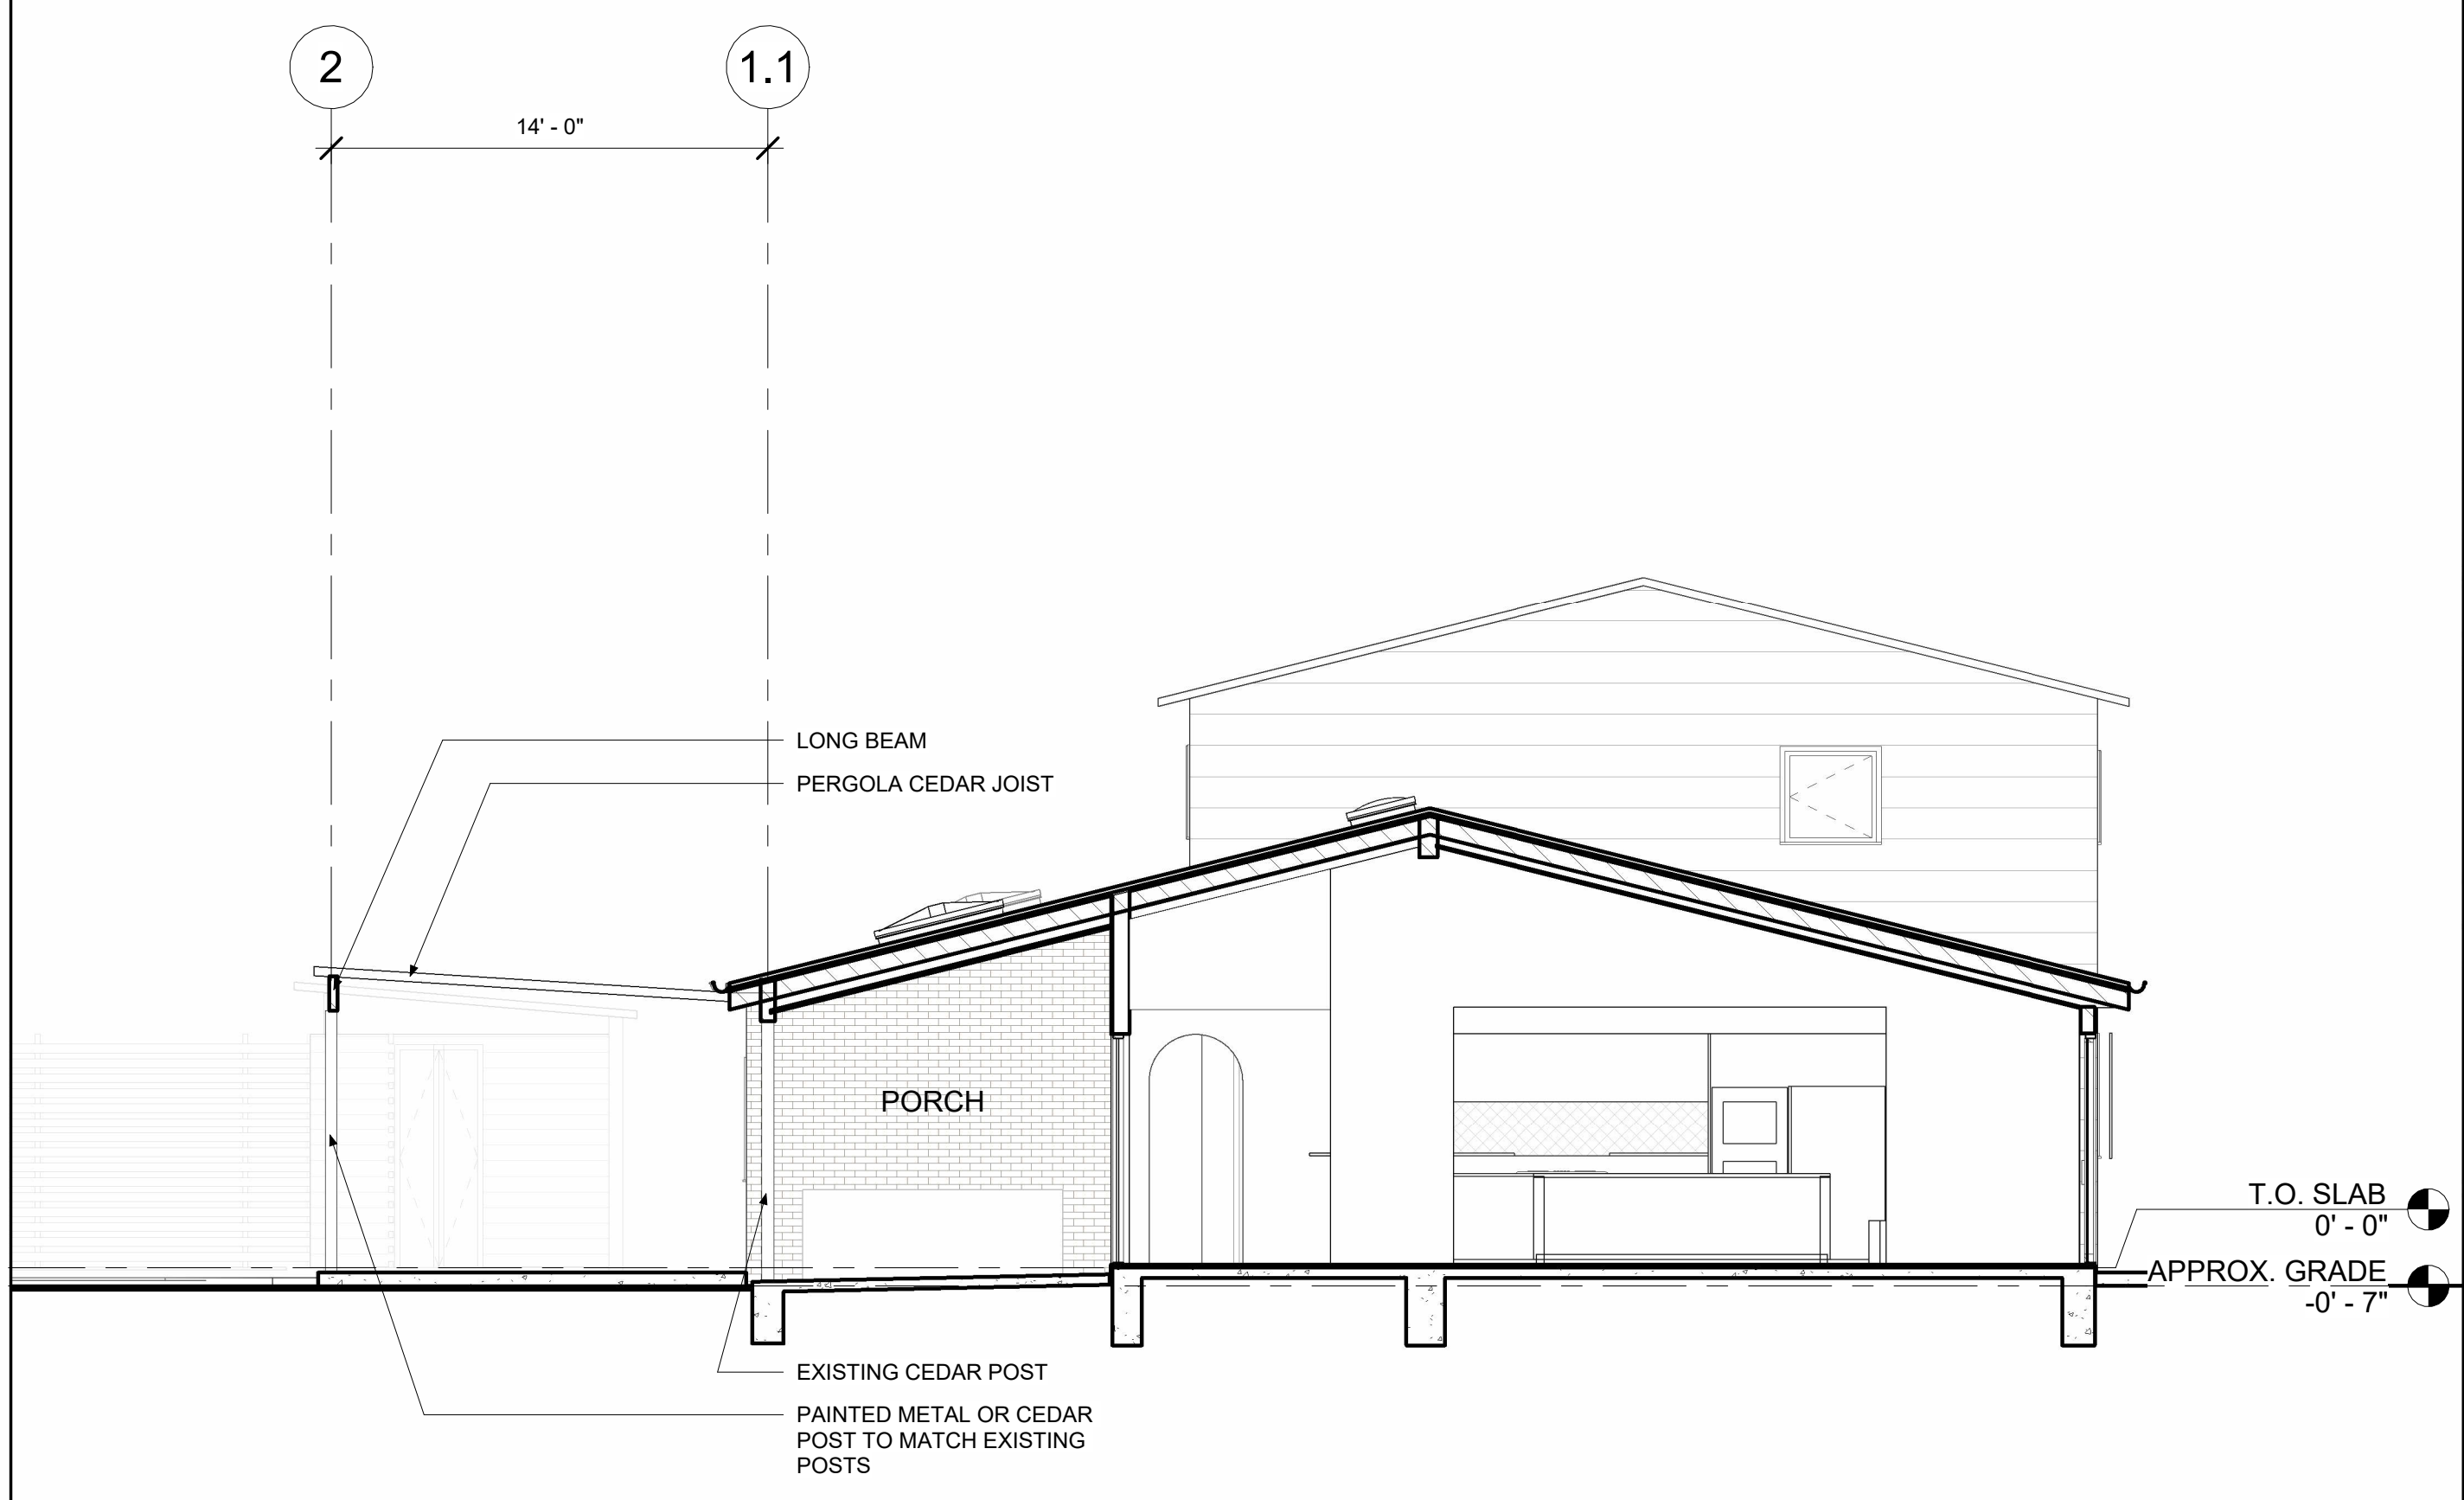 2
1.1
14' - 0"
LONG BEAM
PERGOLA CEDAR JOIST
PORCH
T.O. SLAB
0' - 0"
APPROX. GRADE
-0' - 7"
EXISTING CEDAR POST
PAINTED METAL OR CEDAR
POST TO MATCH EXISTING
POSTS